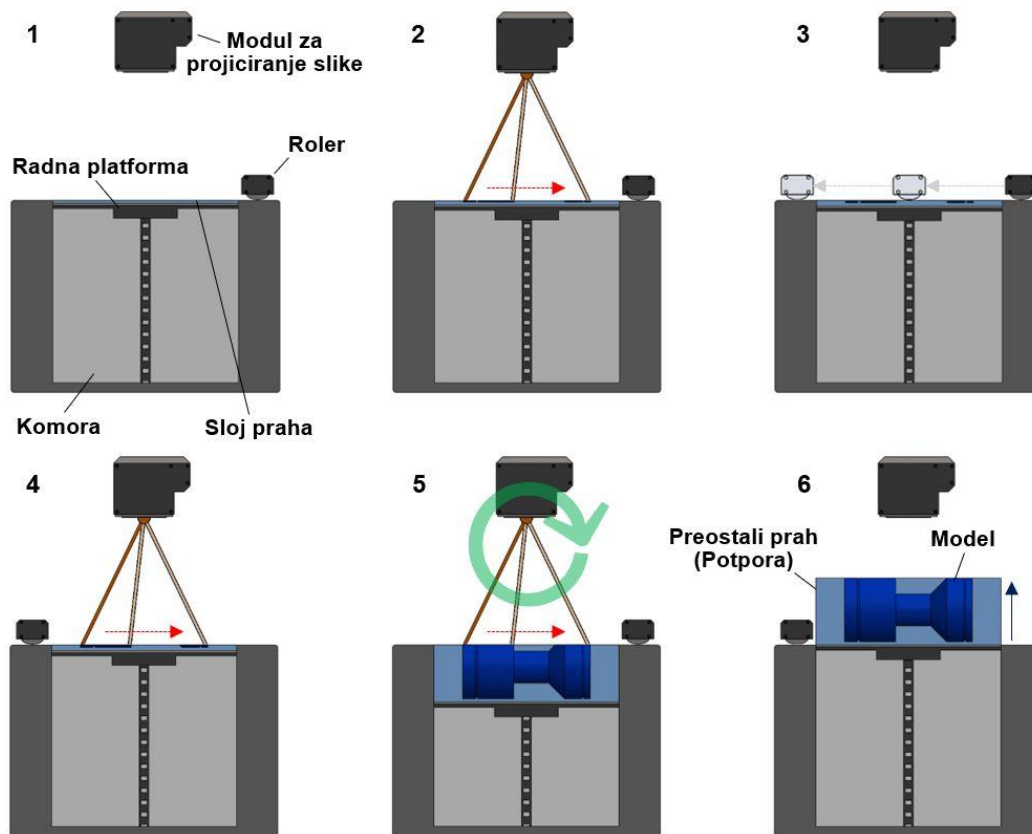 1
Modul za
projiciranje slike
Radna platforma
Roler
Komora
Sloj praha
2
3
4
5
6
Preostali prah
(Potpora)
Model